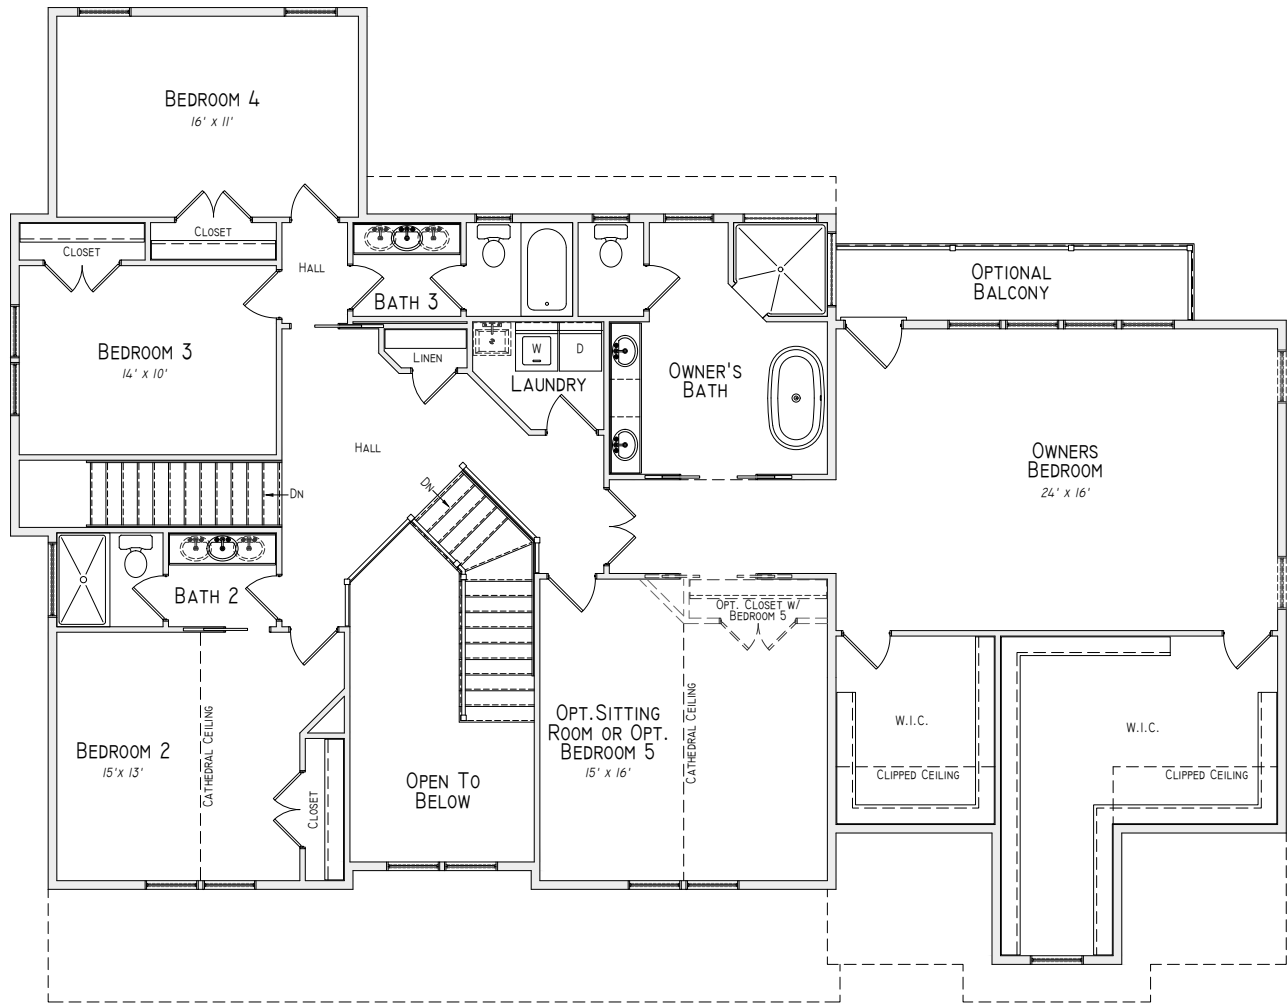 Bedroom 4
16' x 11'
Closet
Closet
Hall
Bath 3
Optional
Balcony
Bedroom 3
14' x 10'
Linen
W
D
Laundry
Owner's
Bath
Hall
Owners
Bedroom
24' x 16'
Dn
Dn
Bath 2
Opt. Closet w/
Bedroom 5
Cathedral Ceiling
Cathedral Ceiling
Opt.Sitting
Room or Opt.
Bedroom 5
15' x 16'
W.I.C.
W.I.C.
Bedroom 2
15'x 13'
Clipped Ceiling
Clipped Ceiling
Open To
Below
Closet